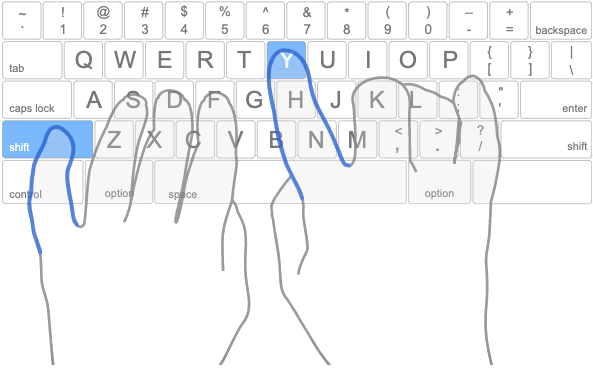 ~ ! @ # $ % ^ & * ( ) – + backspace
` 1 2 3 4 5 6 7 8 9 0 - =
tab Q W E R T Y U I O P { } |
[ ] \
caps lock A S D F G H J K L : " enter
; '
shift Z X C V B N M < > ? shift
, . /
control option space option